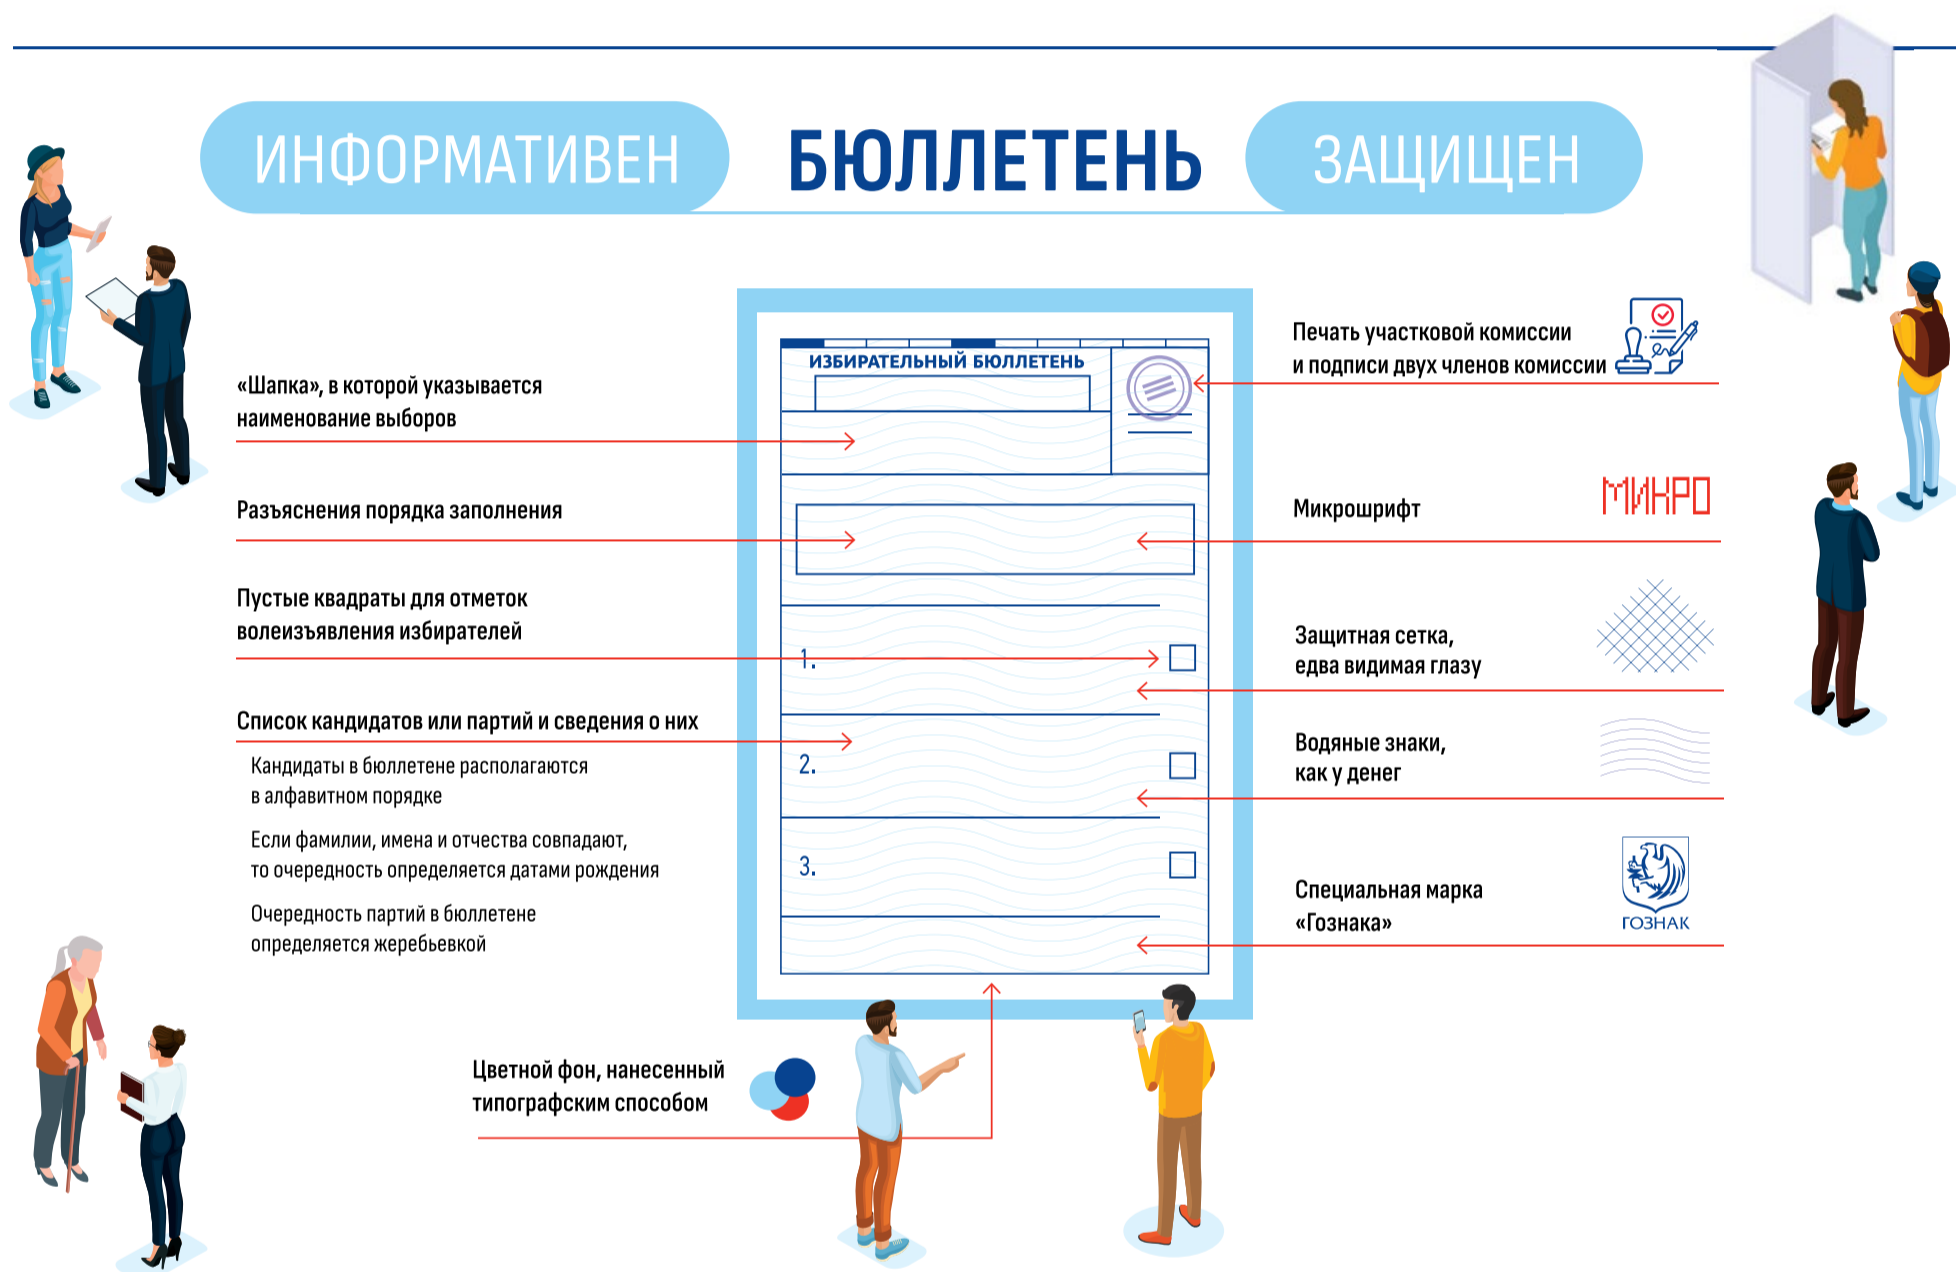 ИНФОРМАТИВЕН
БЮЛЛЕТЕНЬ
ЗАЩИЩЕН
«Шапка», в которой указывается
наименование выборов
Разъяснения порядка заполнения
Пустые квадраты для отметок
волеизъявления избирателей
Список кандидатов или партий и сведения о них
Кандидаты в бюллетене располагаются
в алфавитном порядке
Если фамилии, имена и отчества совпадают,
то очередность определяется датами рождения
Очередность партий в бюллетене
определяется жеребьевкой
ИЗБИРАТЕЛЬНЫЙ БЮЛЛЕТЕНЬ
1.
2.
3.
Печать участковой комиссии
и подписи двух членов комиссии
Микрошрифт
МИКРО
Защитная сетка,
едва видимая глазу
Водяные знаки,
как у денег
Специальная марка
«Гознака»
ГОЗНАК
Цветной фон, нанесенный
типографским способом